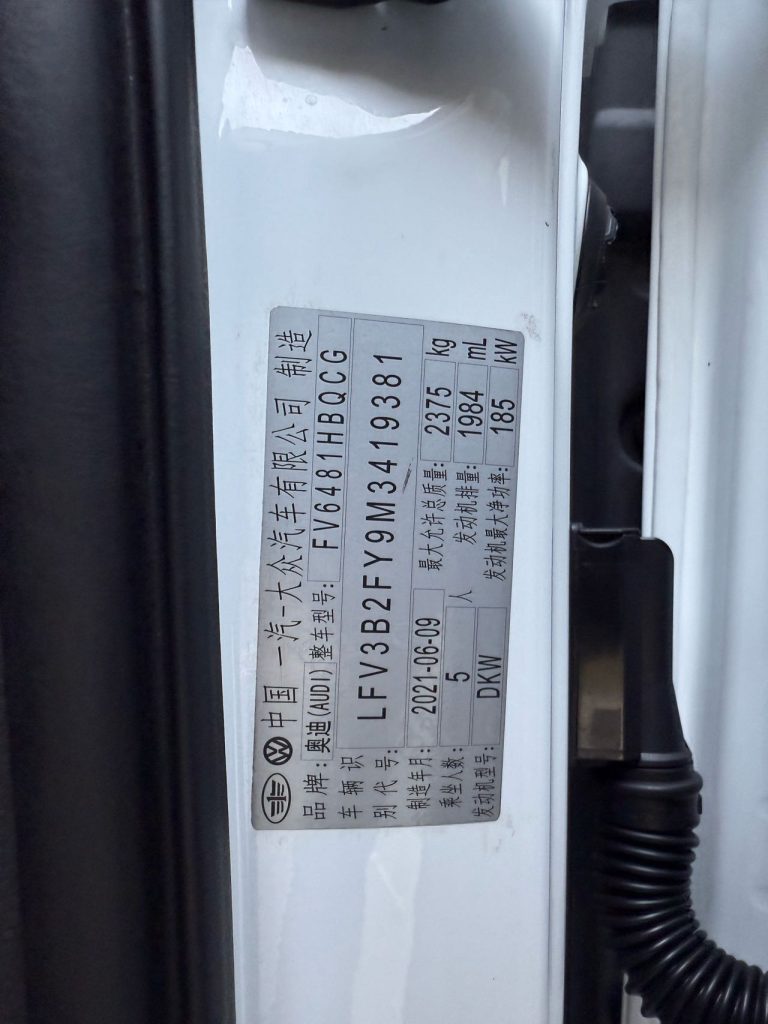 中国 一汽-大众汽车有限公司 制造
品牌: 奥迪(AUDI) 整车型号: FV6481HBQCG
车辆识别代号: LFV3B2FY9M3419381
制造年月: 2021-06-09 最大允许总质量: 2375 kg
乘坐人数: 5 人 发动机排量: 1984 mL
发动机型号: DKW 发动机最大净功率: 185 kW